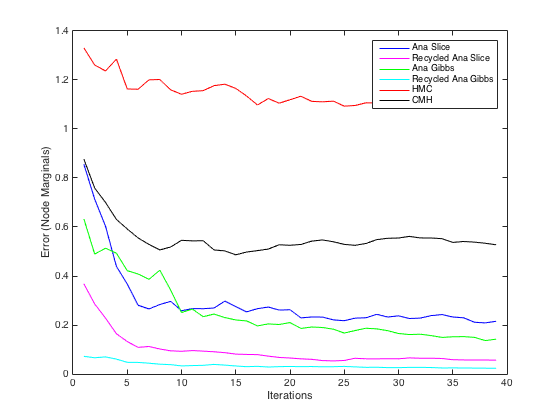 1.4
1.2
1
0.8
0.6
0.4
0.2
0
Error (Node Marginals)
Ana Slice
Recycled Ana Slice
Ana Gibbs
Recycled Ana Gibbs
HMC
CMH
0 5 10 15 20 25 30 35 40
Iterations